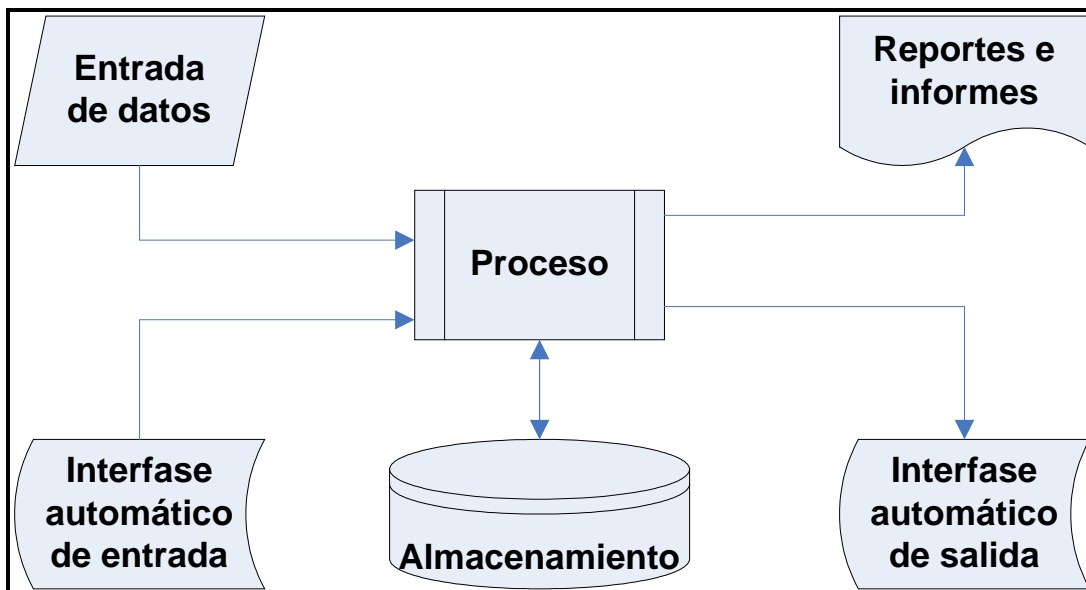 Entrada
de datos
Reportes e
informes
Proceso
Interfase
automático
de entrada
Almacenamiento
Interfase
automático
de salida